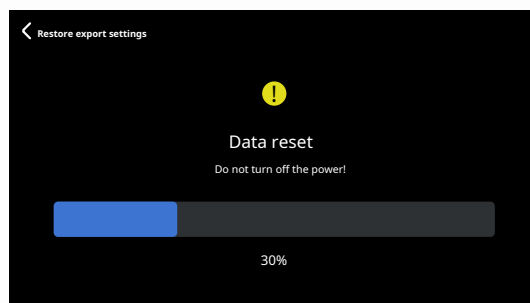 Restore export settings
!
Data reset
Do not turn off the power!
30%